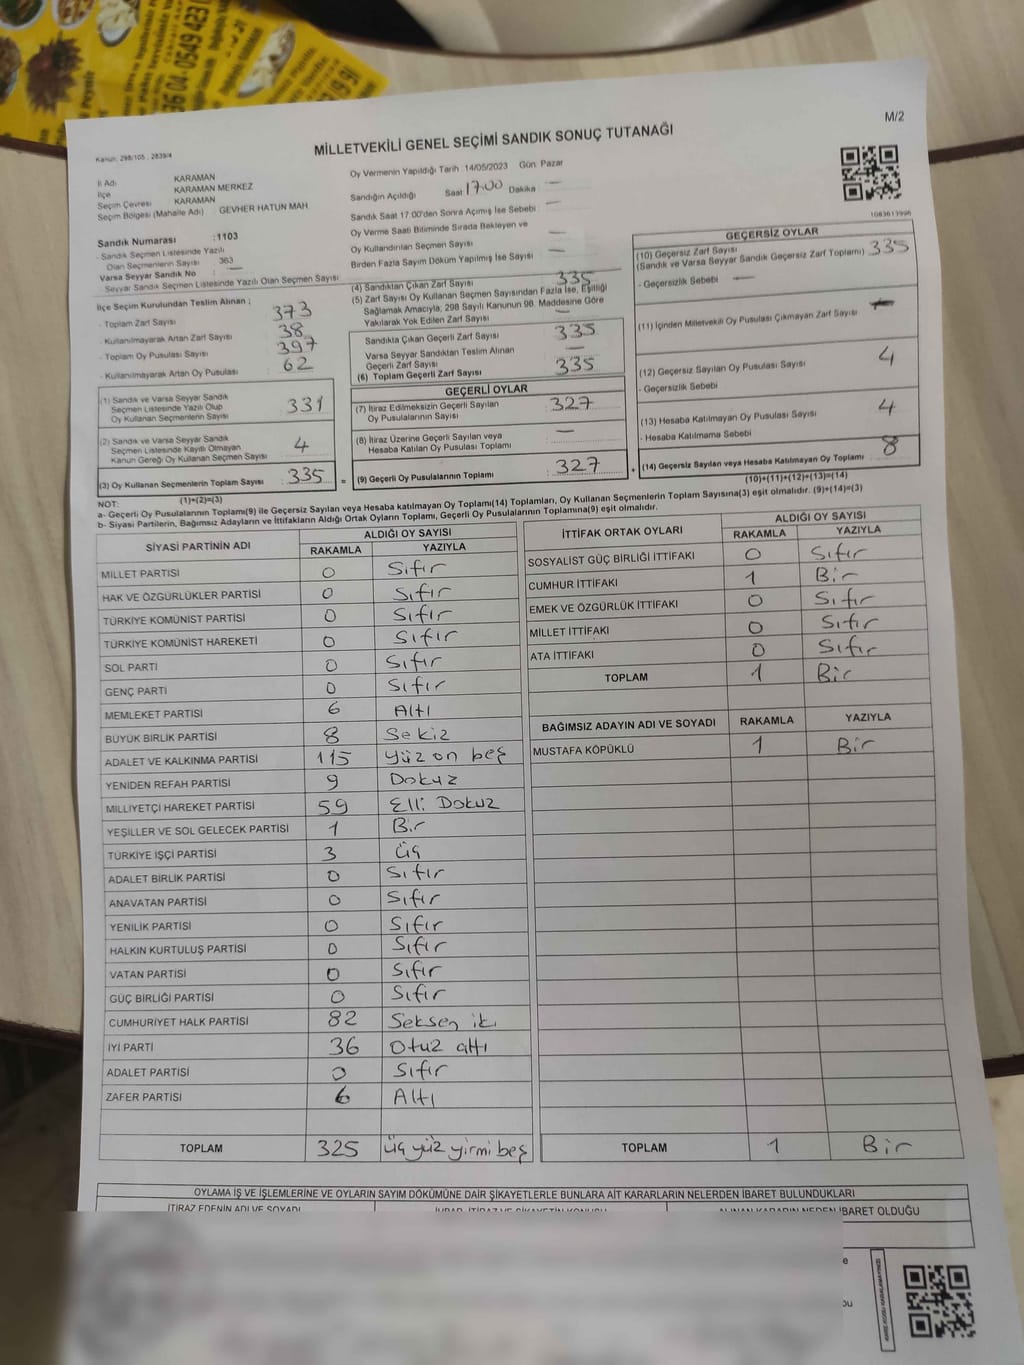 M/2
MİLLETVEKİLİ GENEL SEÇİMİ SANDIK SONUÇ TUTANAĞI
Kanun: 298/105 , 2839/4
İl Adı KARAMAN
İlçe KARAMAN MERKEZ
Seçim Çevresi KARAMAN
Seçim Bölgesi (Mahalle Adı) : GEVHER HATUN MAH.
Sandık Numarası : 1103
- Sandık Seçmen Listesinde Yazılı
Olan Seçmenlerin Sayısı 363
Varsa Seyyar Sandık No : —
Seyyar Sandık Seçmen Listesinde Yazılı Olan Seçmen Sayısı
Oy Vermenin Yapıldığı Tarih :14/05/2023 Gün: Pazar
Sandığın Açıldığı Saat 17.00 Dakika —
Sandık Saat 17.00'den Sonra Açılmış İse Sebebi : —
Oy Verme Saati Bitiminde Sırada Bekleyen ve
Oy Kullandırılan Seçmen Sayısı —
Birden Fazla Sayım Döküm Yapılmış İse Sayısı —
1083613996
İlçe Seçim Kurulundan Teslim Alınan ;
- Toplam Zarf Sayısı 373
- Kullanılmayarak Artan Zarf Sayısı 38
- Toplam Oy Pusulası Sayısı 397
- Kullanılmayarak Artan Oy Pusulası 62
(1) Sandık ve Varsa Seyyar Sandık
Seçmen Listesinde Yazılı Olup
Oy Kullanan Seçmenlerin Sayısı 331
(2) Sandık ve Varsa Seyyar Sandık
Seçmen Listesinde Kayıtlı Olmayan
Kanun Gereği Oy Kullanan Seçmen Sayısı 4
(3) Oy Kullanan Seçmenlerin Toplam Sayısı 335
(1)+(2)=(3)
(4) Sandıktan Çıkan Zarf Sayısı 335
(5) Zarf Sayısı Oy Kullanan Seçmen Sayısından Fazla İse, Eşitliği
Sağlamak Amacıyla, 298 Sayılı Kanunun 98. Maddesine Göre
Yakılarak Yok Edilen Zarf Sayısı —
Sandıkta Çıkan Geçerli Zarf Sayısı 335
Varsa Seyyar Sandıktan Teslim Alınan
Geçerli Zarf Sayısı —
(6) Toplam Geçerli Zarf Sayısı 335
GEÇERLİ OYLAR
(7) İtiraz Edilmeksizin Geçerli Sayılan
Oy Pusulalarının Sayısı 327
(8) İtiraz Üzerine Geçerli Sayılan veya
Hesaba Katılan Oy Pusulası Toplamı —
= (9) Geçerli Oy Pusulalarının Toplamı 327 +
GEÇERSİZ OYLAR
(10) Geçersiz Zarf Sayısı
(Sandık ve Varsa Seyyar Sandık Geçersiz Zarf Toplamı) 335
- Geçersizlik Sebebi —
(11) İçinden Milletvekili Oy Pusulası Çıkmayan Zarf Sayısı
(12) Geçersiz Sayılan Oy Pusulası Sayısı 4
- Geçersizlik Sebebi
(13) Hesaba Katılmayan Oy Pusulası Sayısı 4
- Hesaba Katılmama Sebebi
(14) Geçersiz Sayılan veya Hesaba Katılmayan Oy Toplamı 8
(10)+(11)+(12)+(13)=(14)
NOT:
a- Geçerli Oy Pusulalarının Toplamı(9) ile Geçersiz Sayılan veya Hesaba katılmayan Oy Toplamı(14) Toplamları, Oy Kullanan Seçmenlerin Toplam Sayısına(3) eşit olmalıdır. (9)+(14)=(3)
b- Siyasi Partilerin, Bağımsız Adayların ve İttifakların Aldığı Ortak Oyların Toplamı, Geçerli Oy Pusulalarının Toplamına(9) eşit olmalıdır.
SİYASİ PARTİNİN ADI ALDIĞI OY SAYISI
RAKAMLA YAZIYLA
MİLLET PARTİSİ 0 Sıfır
HAK VE ÖZGÜRLÜKLER PARTİSİ 0 Sıfır
TÜRKİYE KOMÜNİST PARTİSİ 0 Sıfır
TÜRKİYE KOMÜNİST HAREKETİ 0 Sıfır
SOL PARTİ 0 Sıfır
GENÇ PARTİ 0 Sıfır
MEMLEKET PARTİSİ 6 Altı
BÜYÜK BİRLİK PARTİSİ 8 Sekiz
ADALET VE KALKINMA PARTİSİ 115 yüz on beş
YENİDEN REFAH PARTİSİ 9 Dokuz
MİLLİYETÇİ HAREKET PARTİSİ 59 Elli Dokuz
YEŞİLLER VE SOL GELECEK PARTİSİ 1 Bir
TÜRKİYE İŞÇİ PARTİSİ 3 üç
ADALET BİRLİK PARTİSİ 0 Sıfır
ANAVATAN PARTİSİ 0 Sıfır
YENİLİK PARTİSİ 0 Sıfır
HALKIN KURTULUŞ PARTİSİ 0 Sıfır
VATAN PARTİSİ 0 Sıfır
GÜÇ BİRLİĞİ PARTİSİ 0 Sıfır
CUMHURİYET HALK PARTİSİ 82 Seksen iki
İYİ PARTİ 36 Otuz altı
ADALET PARTİSİ 0 Sıfır
ZAFER PARTİSİ 6 Altı
TOPLAM 325 üç yüz yirmi beş
İTTİFAK ORTAK OYLARI ALDIĞI OY SAYISI
RAKAMLA YAZIYLA
SOSYALİST GÜÇ BİRLİĞİ İTTİFAKI 0 Sıfır
CUMHUR İTTİFAKI 1 Bir
EMEK VE ÖZGÜRLÜK İTTİFAKI 0 Sıfır
MİLLET İTTİFAKI 0 Sıfır
ATA İTTİFAKI 0 Sıfır
TOPLAM 1 Bir
BAĞIMSIZ ADAYIN ADI VE SOYADI RAKAMLA YAZIYLA
MUSTAFA KÖPÜKLÜ 1 Bir
TOPLAM 1 Bir
OYLAMA İŞ VE İŞLEMLERİNE VE OYLARIN SAYIM DÖKÜMÜNE DAİR ŞİKAYETLERLE BUNLARA AİT KARARLARIN NELERDEN İBARET BULUNDUKLARI
İTİRAZ EDENİN ADI VE SOYADI
İBARET OLDUĞU